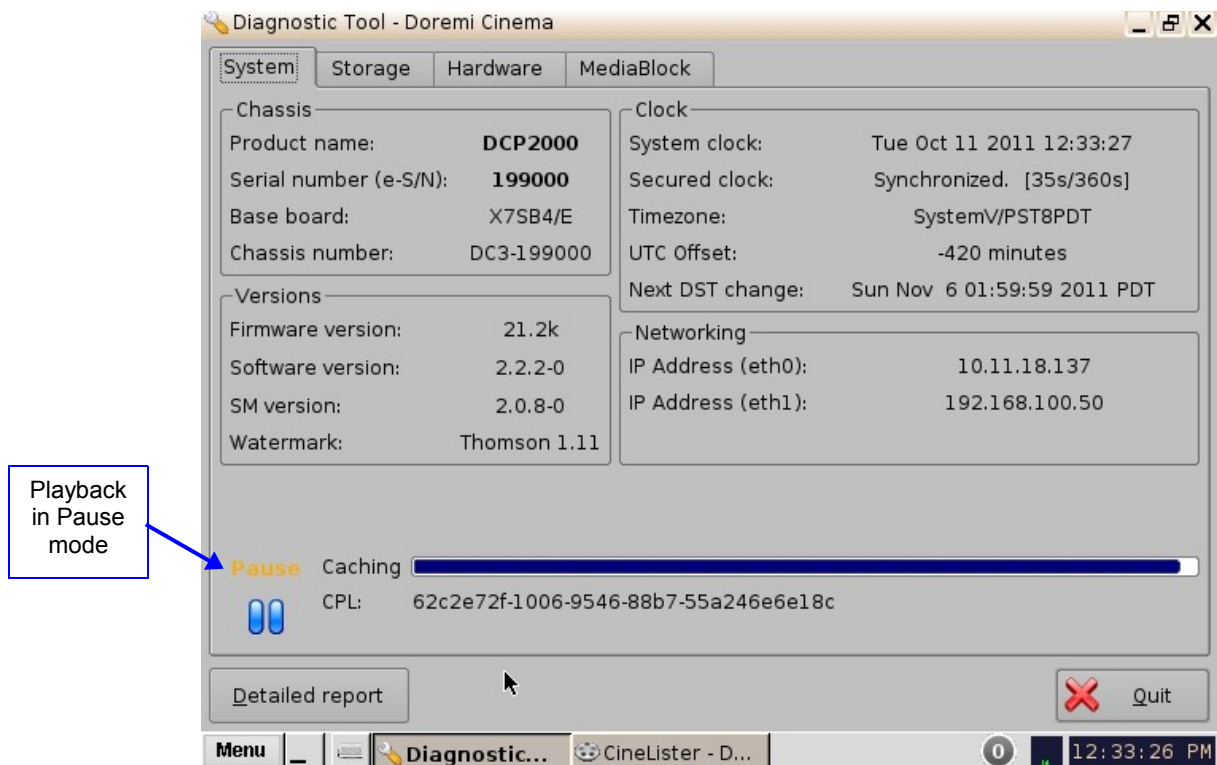 Diagnostic Tool - Doremi Cinema
System Storage Hardware MediaBlock
Chassis
Product name: DCP2000
Serial number (e-S/N): 199000
Base board: X7SB4/E
Chassis number: DC3-199000
Versions
Firmware version: 21.2k
Software version: 2.2.2-0
SM version: 2.0.8-0
Watermark: Thomson 1.11
Clock
System clock: Tue Oct 11 2011 12:33:27
Secured clock: Synchronized. [35s/360s]
Timezone: SystemV/PST8PDT
UTC Offset: -420 minutes
Next DST change: Sun Nov 6 01:59:59 2011 PDT
Networking
IP Address (eth0): 10.11.18.137
IP Address (eth1): 192.168.100.50
Playback
in Pause
mode
Pause Caching
CPL: 62c2e72f-1006-9546-88b7-55a246e6e18c
Detailed report Quit
Menu Diagnostic... CineLister - D... 0 12:33:26 PM